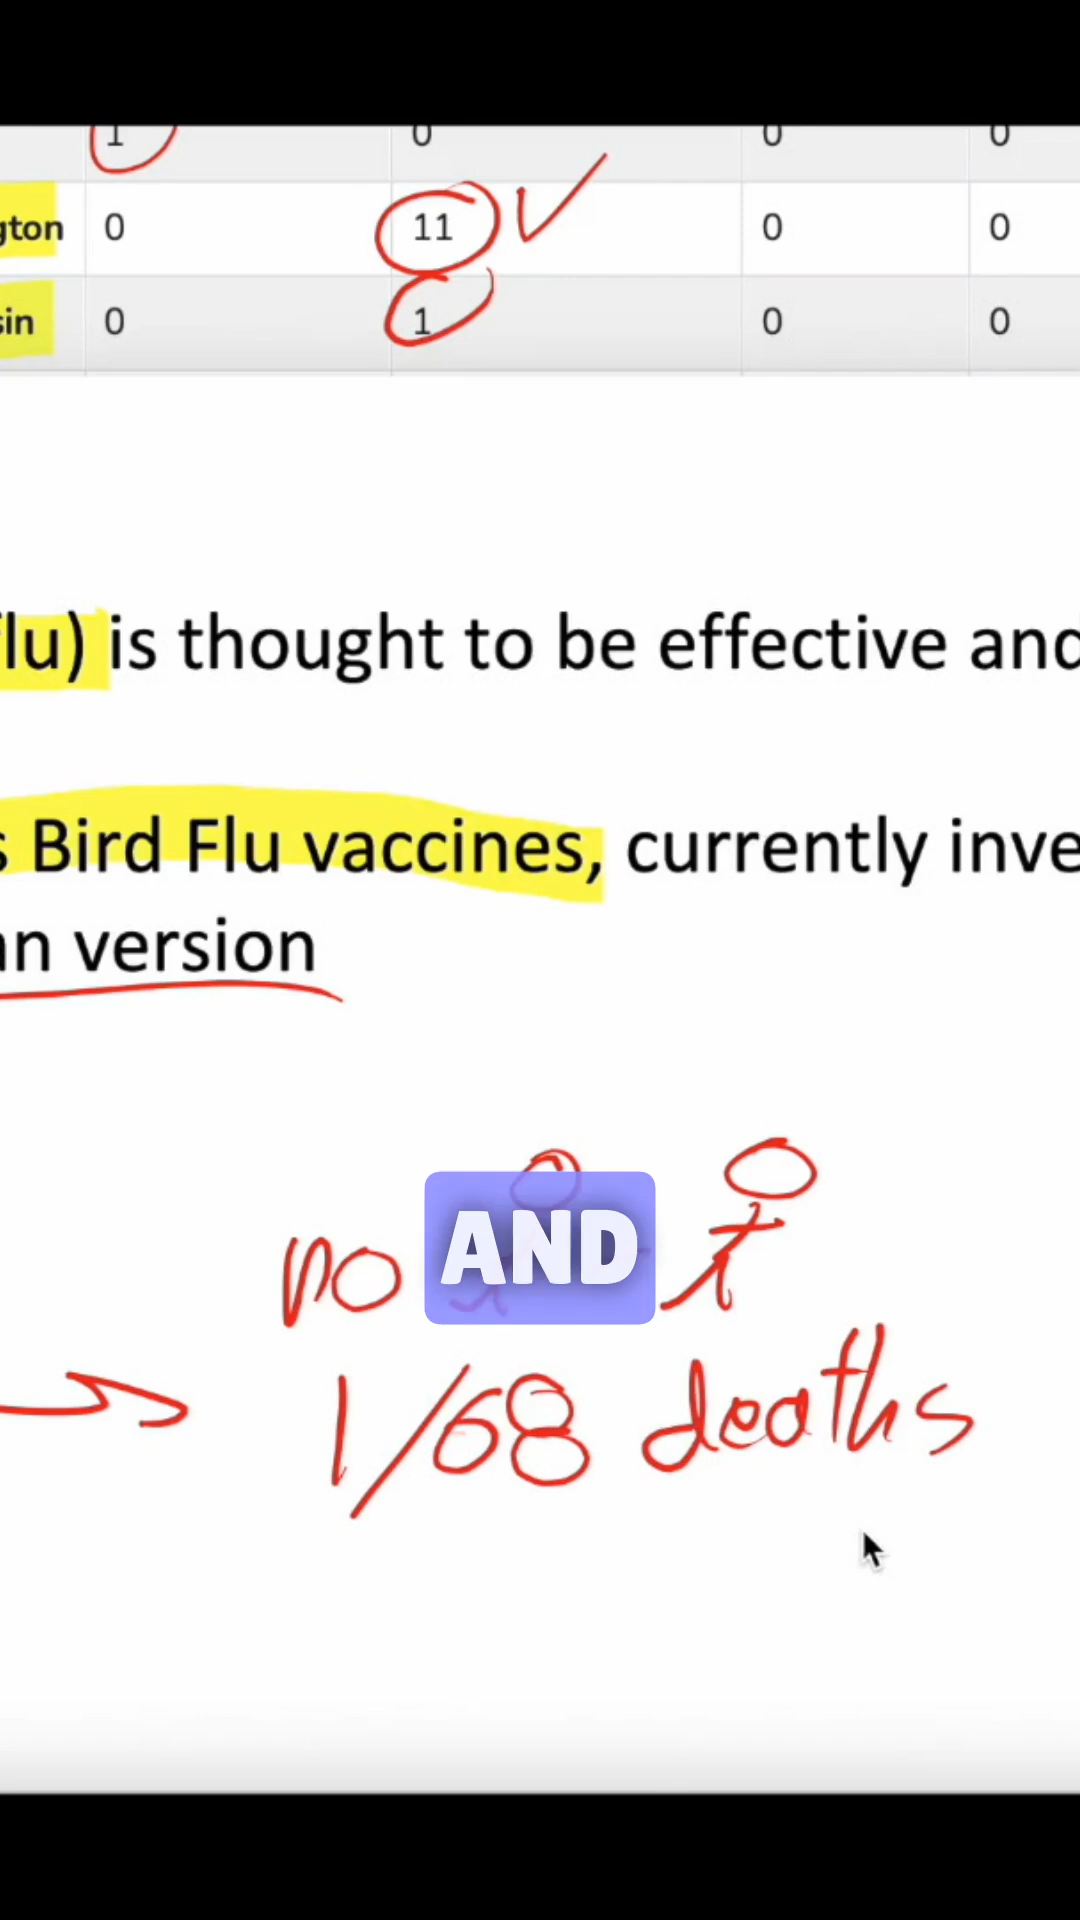 1 0 0 0
gton 0 11 0 0
sin 0 1 0 0
flu) is thought to be effective and
s Bird Flu vaccines, currently inve
an version
no
AND
1/68 deaths